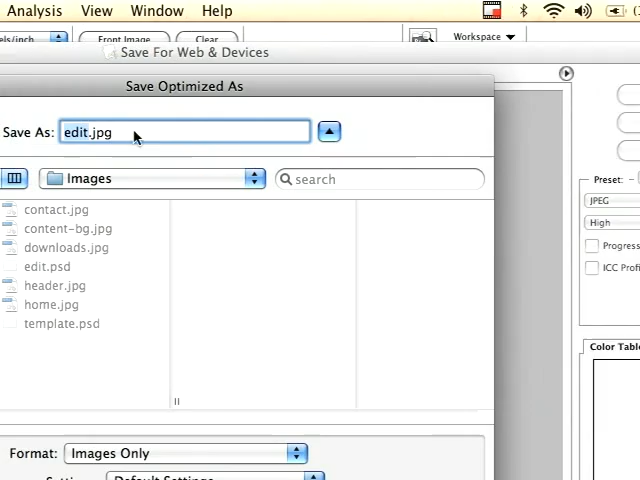 Analysis View Window Help
els/inch Front Image Clear Workspace
Save For Web & Devices
Save Optimized As
Save As: edit.jpg
Images search
Preset:
contact.jpg
JPEG
content-bg.jpg
High
downloads.jpg
Progress
edit.psd
ICC Profi
header.jpg
home.jpg
template.psd
Color Table
Format: Images Only
Default Settings